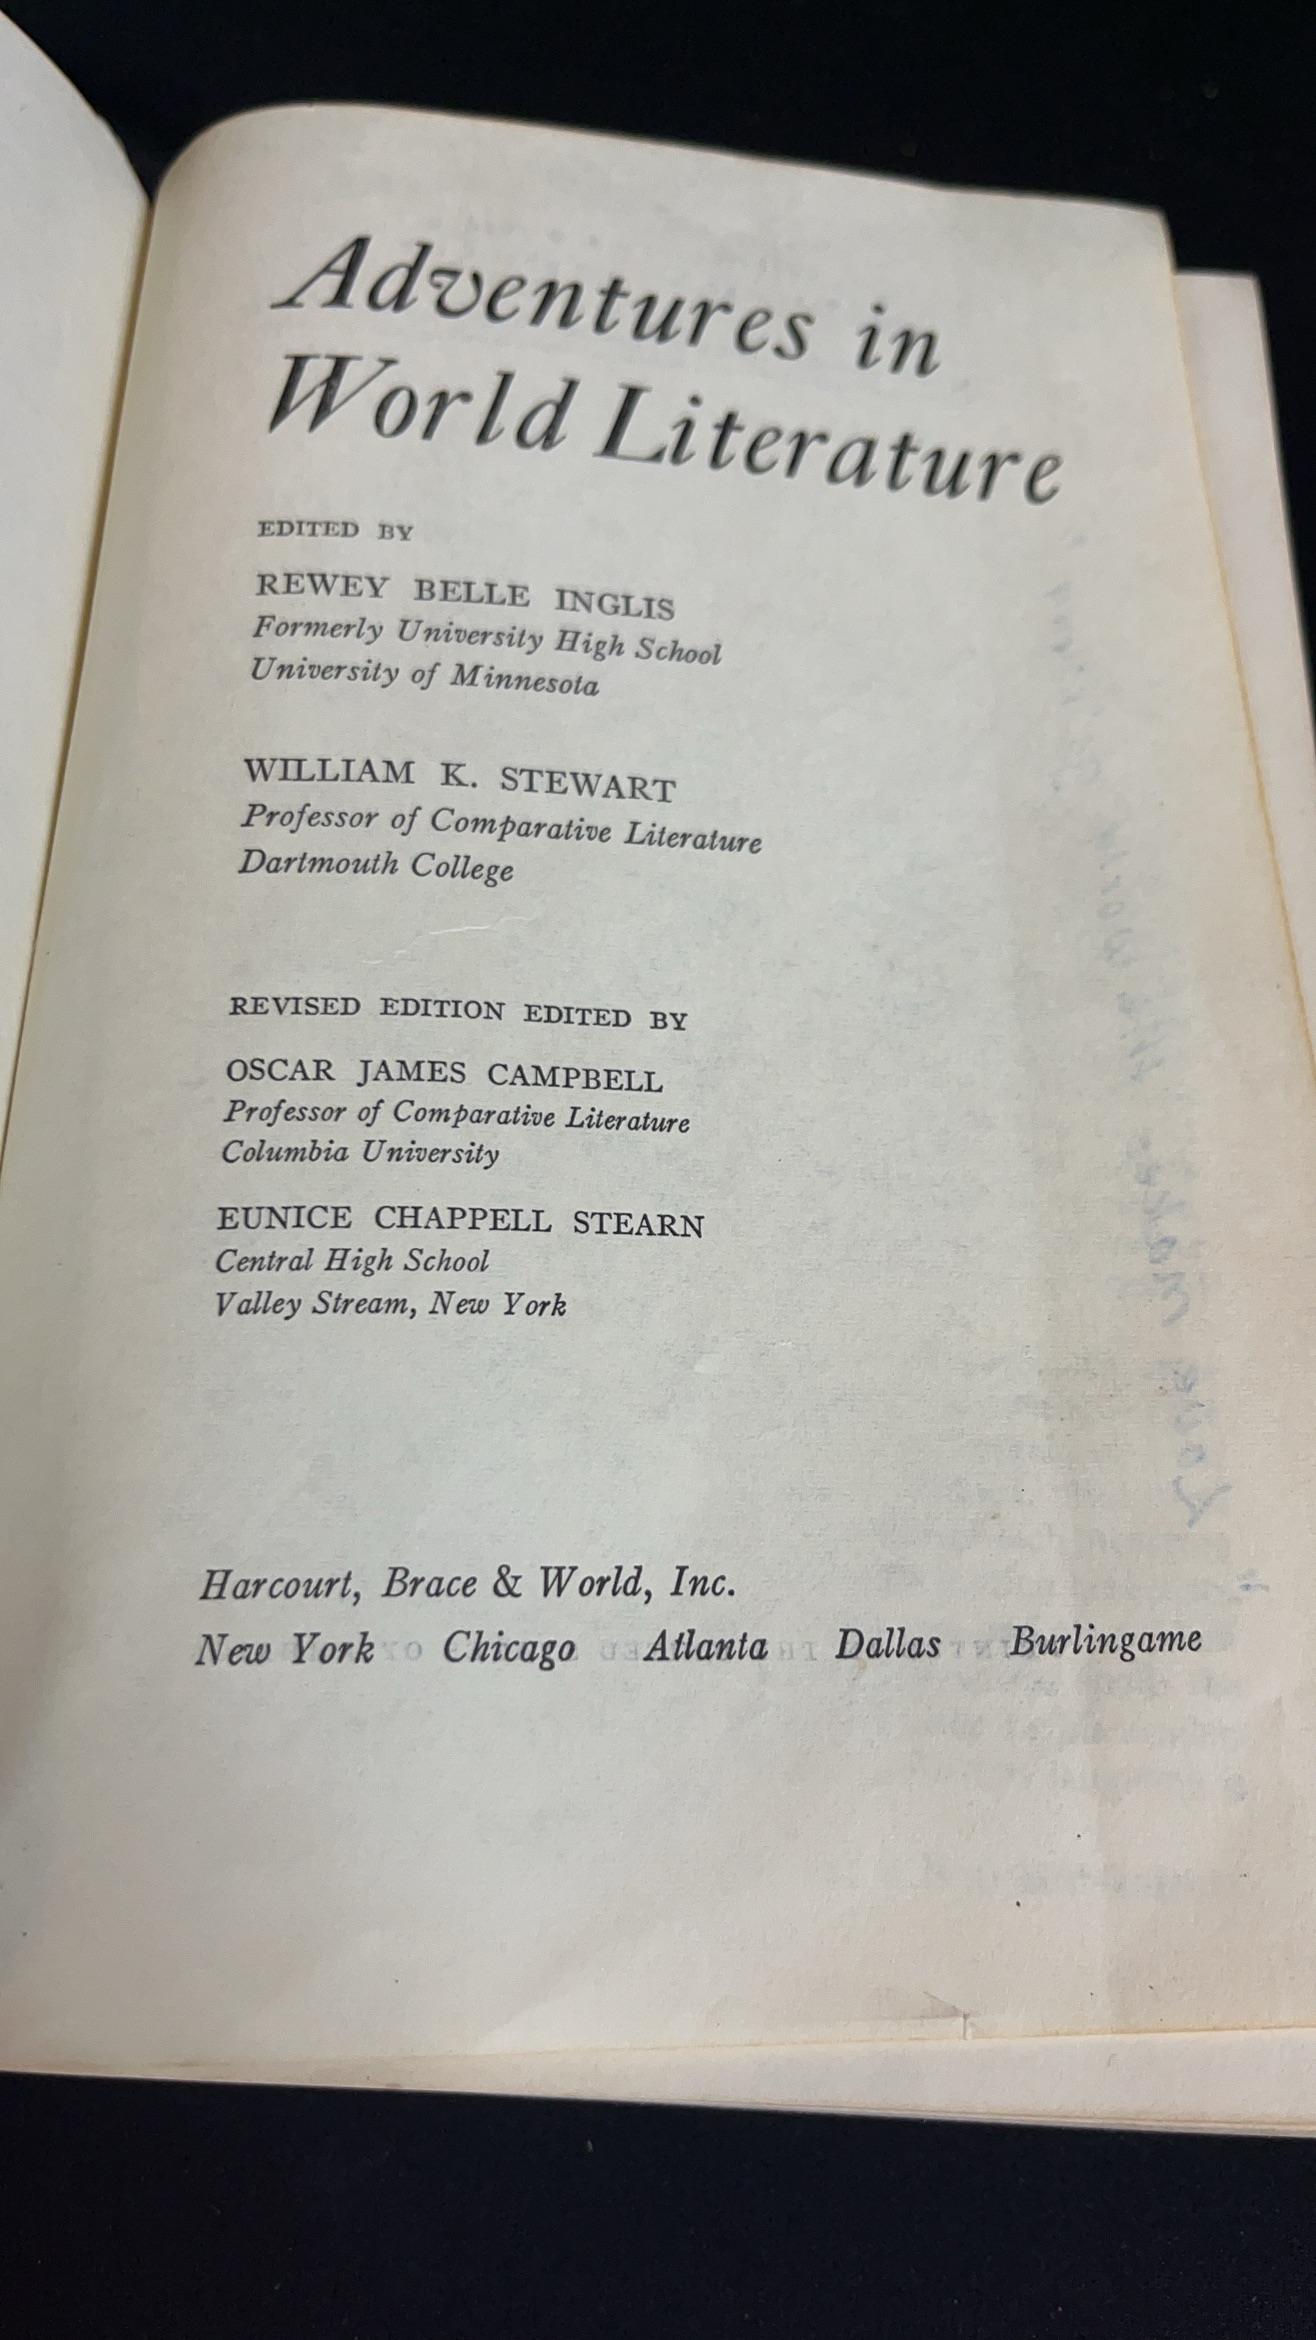 Adventures in
World Literature
EDITED BY
REWEY BELLE INGLIS
Formerly University High School
University of Minnesota
WILLIAM K. STEWART
Professor of Comparative Literature
Dartmouth College
REVISED EDITION EDITED BY
OSCAR JAMES CAMPBELL
Professor of Comparative Literature
Columbia University
EUNICE CHAPPELL STEARN
Central High School
Valley Stream, New York
Harcourt, Brace & World, Inc.
New York Chicago Atlanta Dallas Burlingame